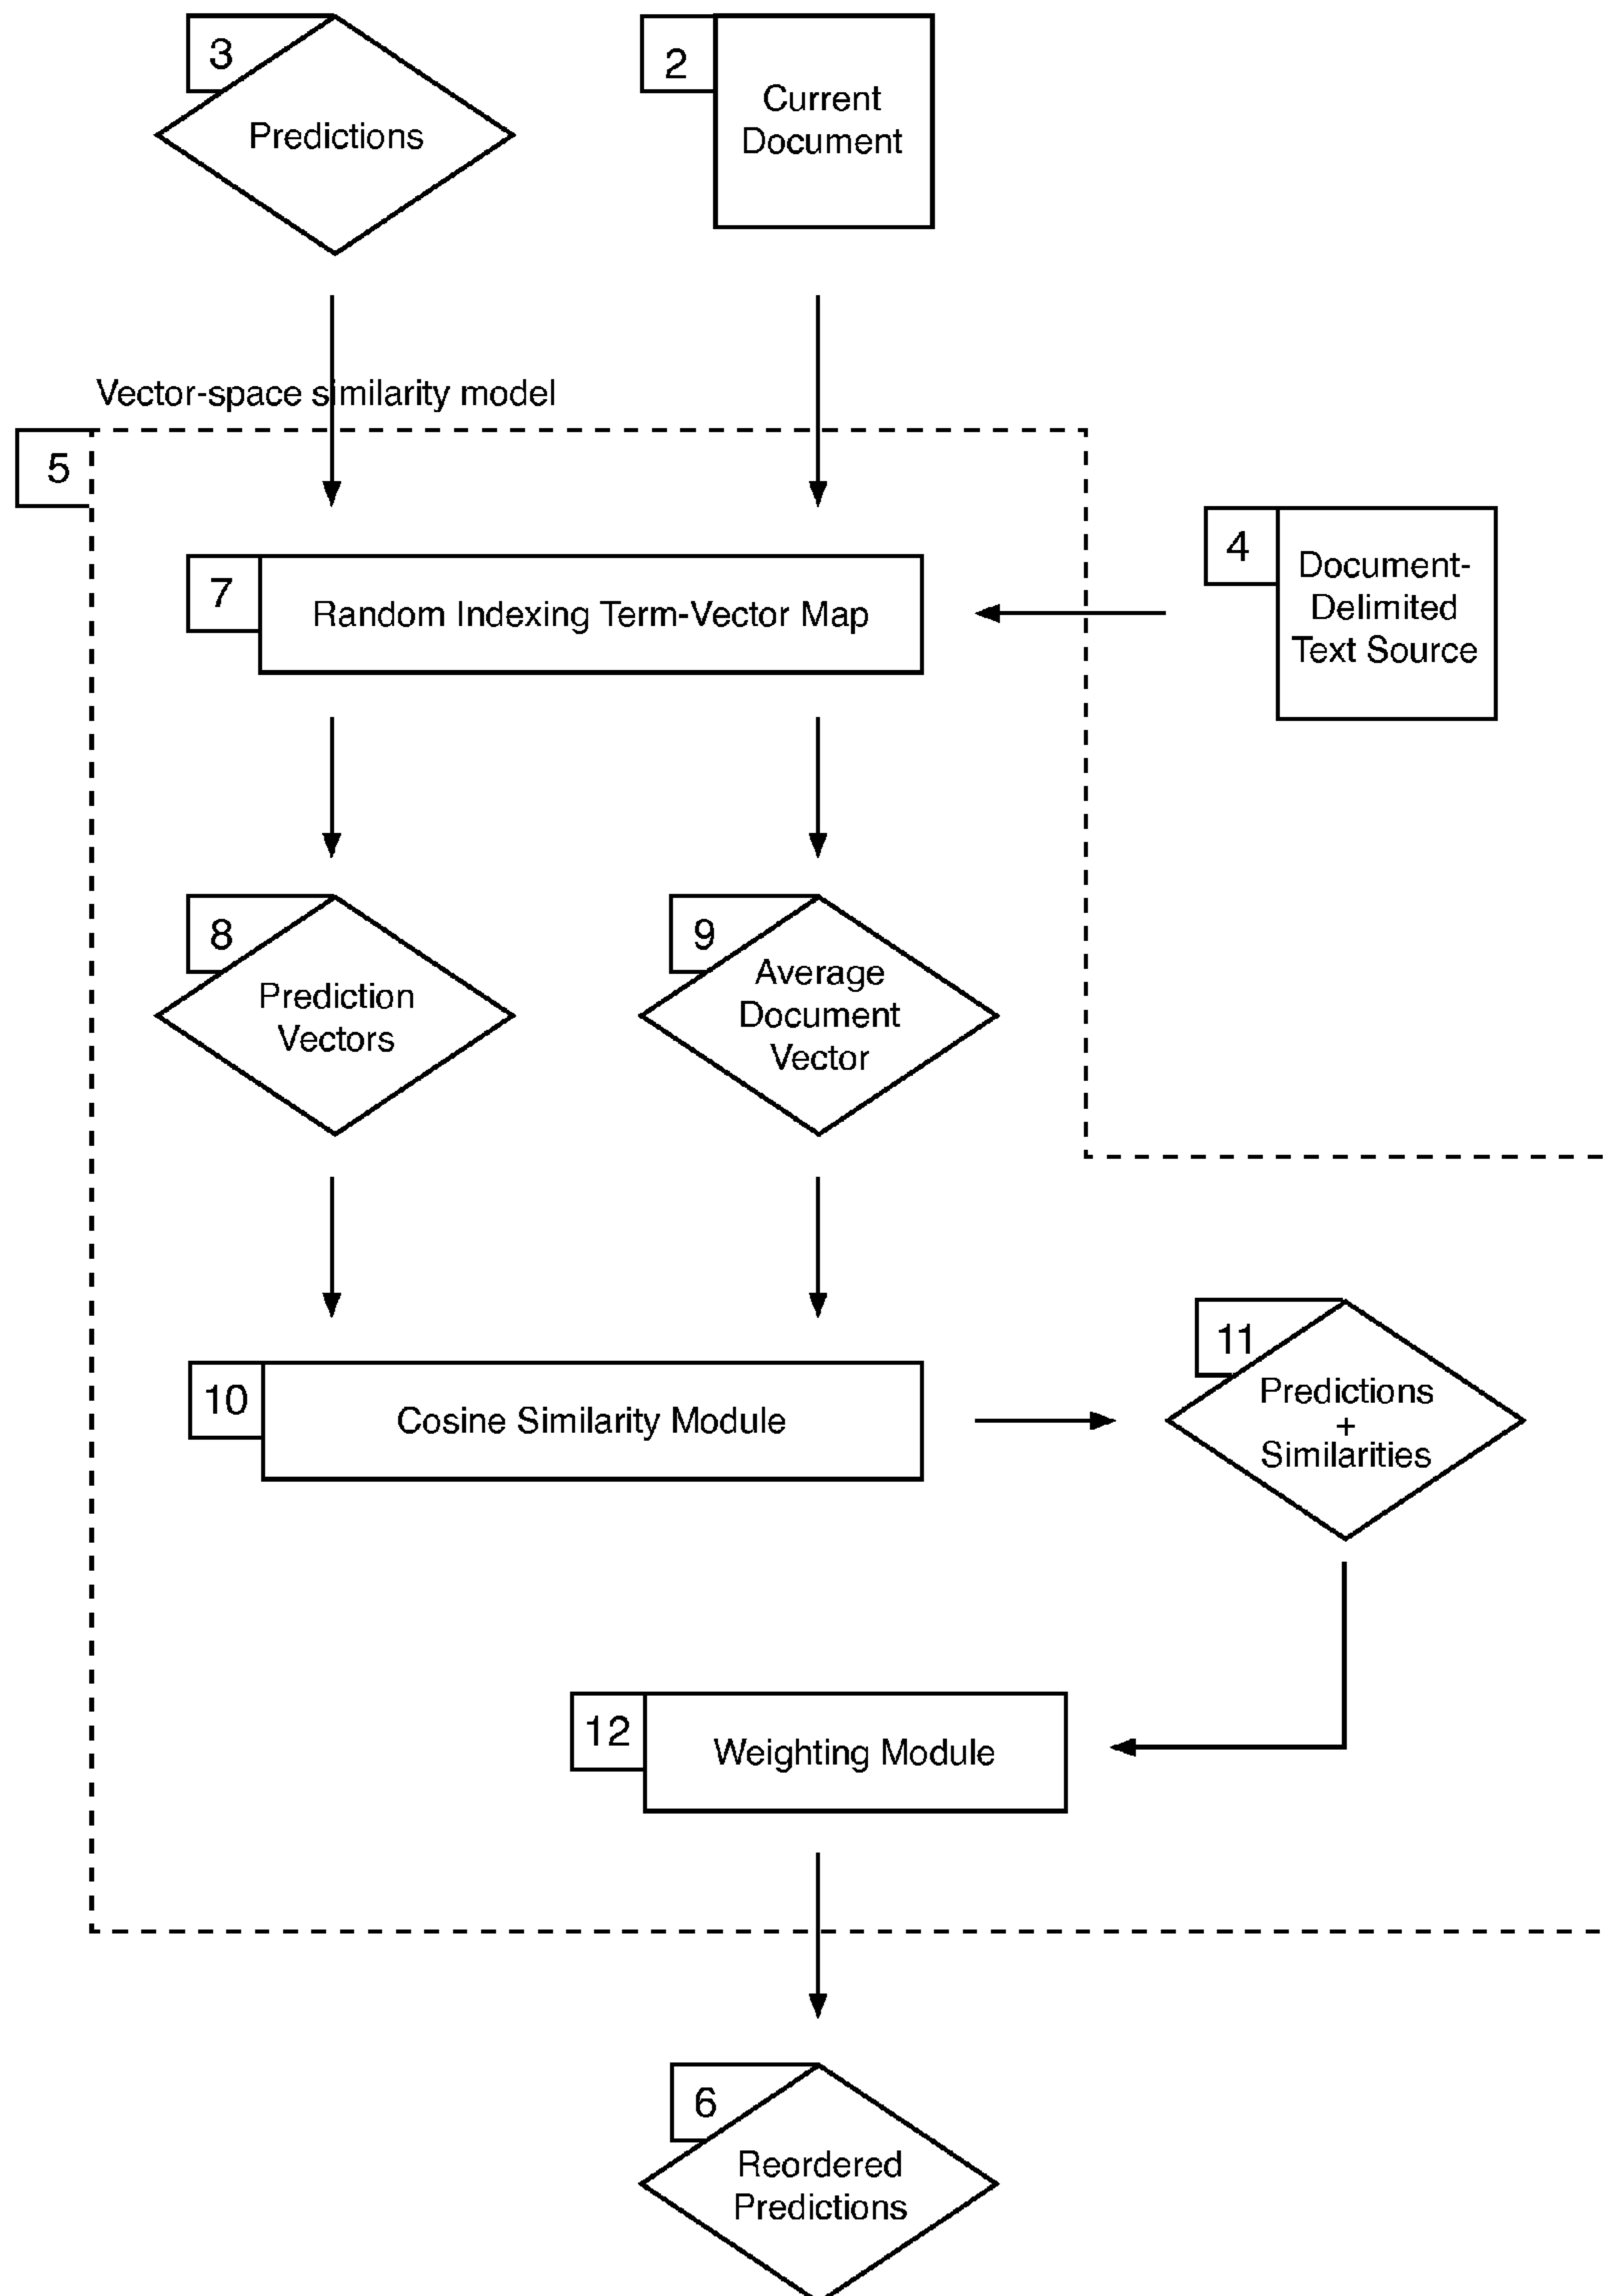 3
Predictions
2
Current
Document
Vector-space similarity model
5
7
Random Indexing Term-Vector Map
4
Document-
Delimited
Text Source
8
Prediction
Vectors
9
Average
Document
Vector
10
Cosine Similarity Module
11
Predictions
+
Similarities
12
Weighting Module
6
Reordered
Predictions